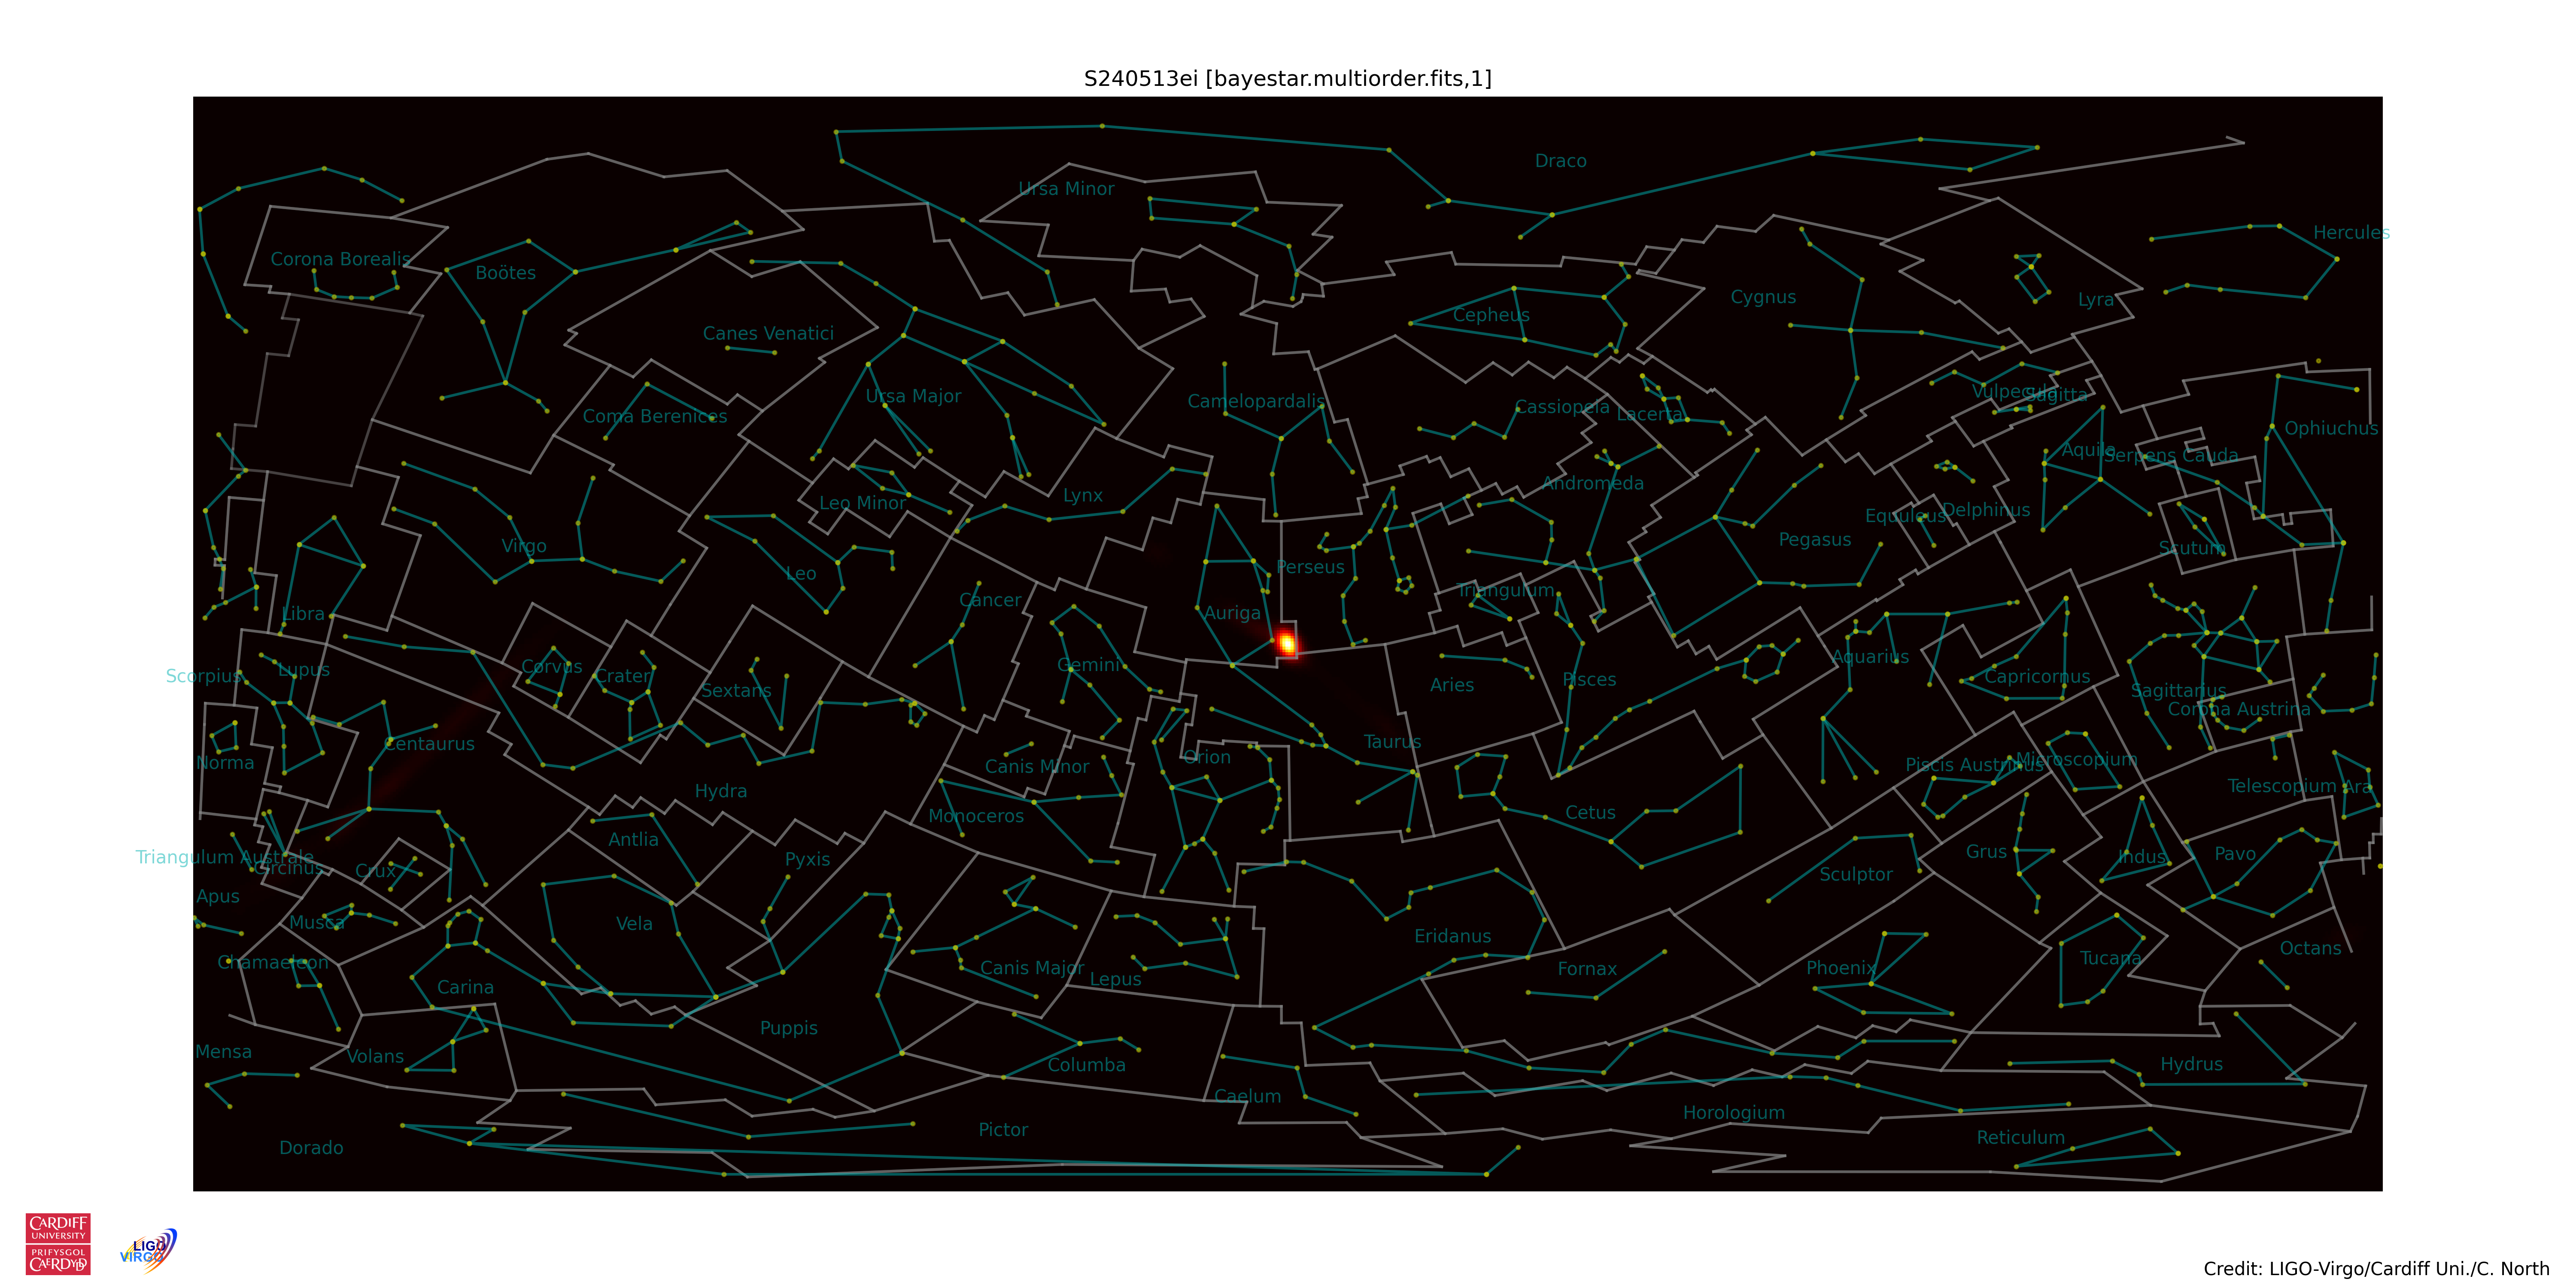 S240513ei [bayestar.multiorder.fits,1]
Draco
Ursa Minor
Hercules
Corona Borealis
Boötes
Cygnus
Lyra
Cepheus
Canes Venatici
Ursa Major
Camelopardalis
Cassiopeia
Lacerta
Vulpecula
Sagitta
Coma Berenices
Ophiuchus
Aquila
Serpens Cauda
Andromeda
Lynx
Leo Minor
Delphinus
Equuleus
Pegasus
Scutum
Virgo
Leo
Perseus
Triangulum
Cancer
Auriga
Libra
Aquarius
Corvus
Crater
Gemini
Lupus
Scorpius
Sextans
Aries
Pisces
Capricornus
Sagittarius
Corona Austrina
Centaurus
Taurus
Norma
Orion
Canis Minor
Piscis Austrinus
Microscopium
Hydra
Telescopium
Ara
Monoceros
Cetus
Antlia
Pyxis
Triangulum Australe
Circinus
Crux
Sculptor
Grus
Indus
Pavo
Apus
Musca
Vela
Eridanus
Octans
Chamaeleon
Canis Major
Lepus
Fornax
Phoenix
Tucana
Carina
Puppis
Mensa
Volans
Columba
Hydrus
Caelum
Horologium
Pictor
Reticulum
Dorado
CARDIFF
UNIVERSITY
PRIFYSGOL
CAERDYDD
LIGO
VIRGO
Credit: LIGO-Virgo/Cardiff Uni./C. North